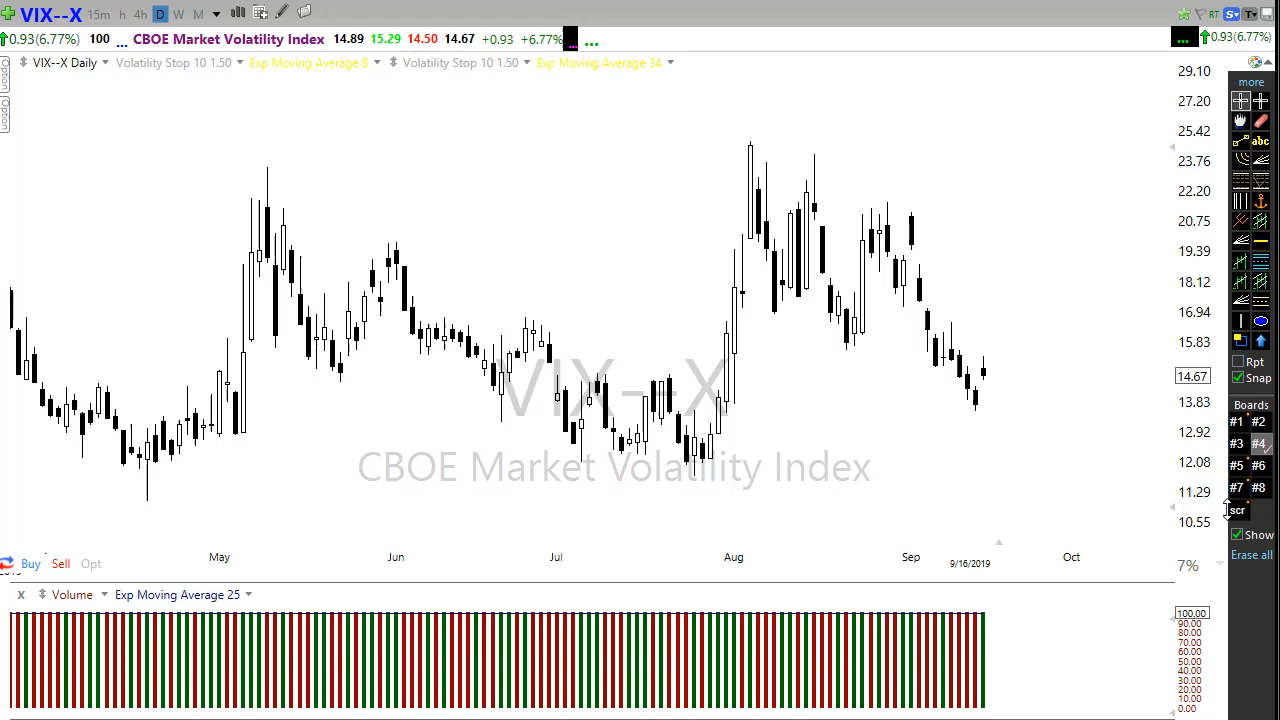 VIX--X 15m h 4h D W M RT S T
0.93(6.77%) 100 ... CBOE Market Volatility Index 14.89 15.29 14.50 14.67 +0.93 +6.77% ... ... ... 0.93(6.77%)
VIX--X Daily Volatility Stop 10 1.50 Exp Moving Average 8 Volatility Stop 10 1.50 Exp Moving Average 34
Option
Option
29.10
27.20
25.42
23.76
22.20
20.75
19.39
18.12
16.94
15.83
14.67
13.83
12.92
12.08
11.29
10.55
VIX--X
CBOE Market Volatility Index
more
abc
Rpt
Snap
Boards
#1 #2
#3 #4
#5 #6
#7 #8
scr
Show
Erase all
May Jun Jul Aug Sep 9/16/2019 Oct
Buy Sell Opt 7%
x Volume Exp Moving Average 25
100.00
90.00
80.00
70.00
60.00
50.00
40.00
30.00
20.00
10.00
0.00